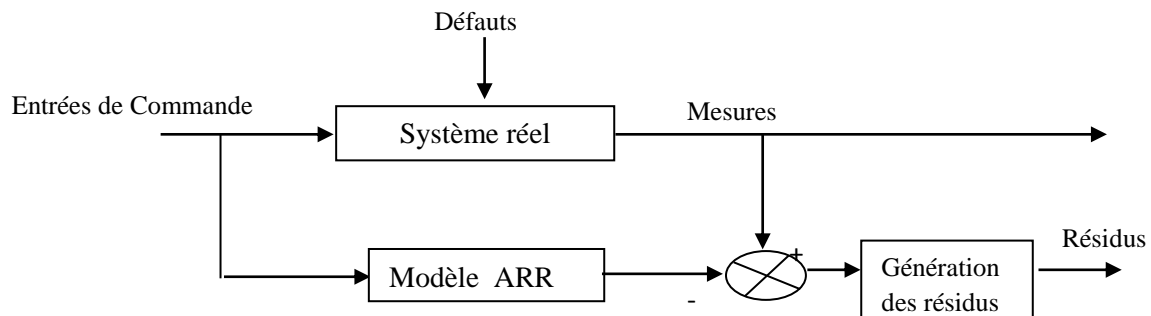 Défauts
Entrées de Commande
Système réel
Mesures
Modèle ARR
+
-
Génération
des résidus
Résidus